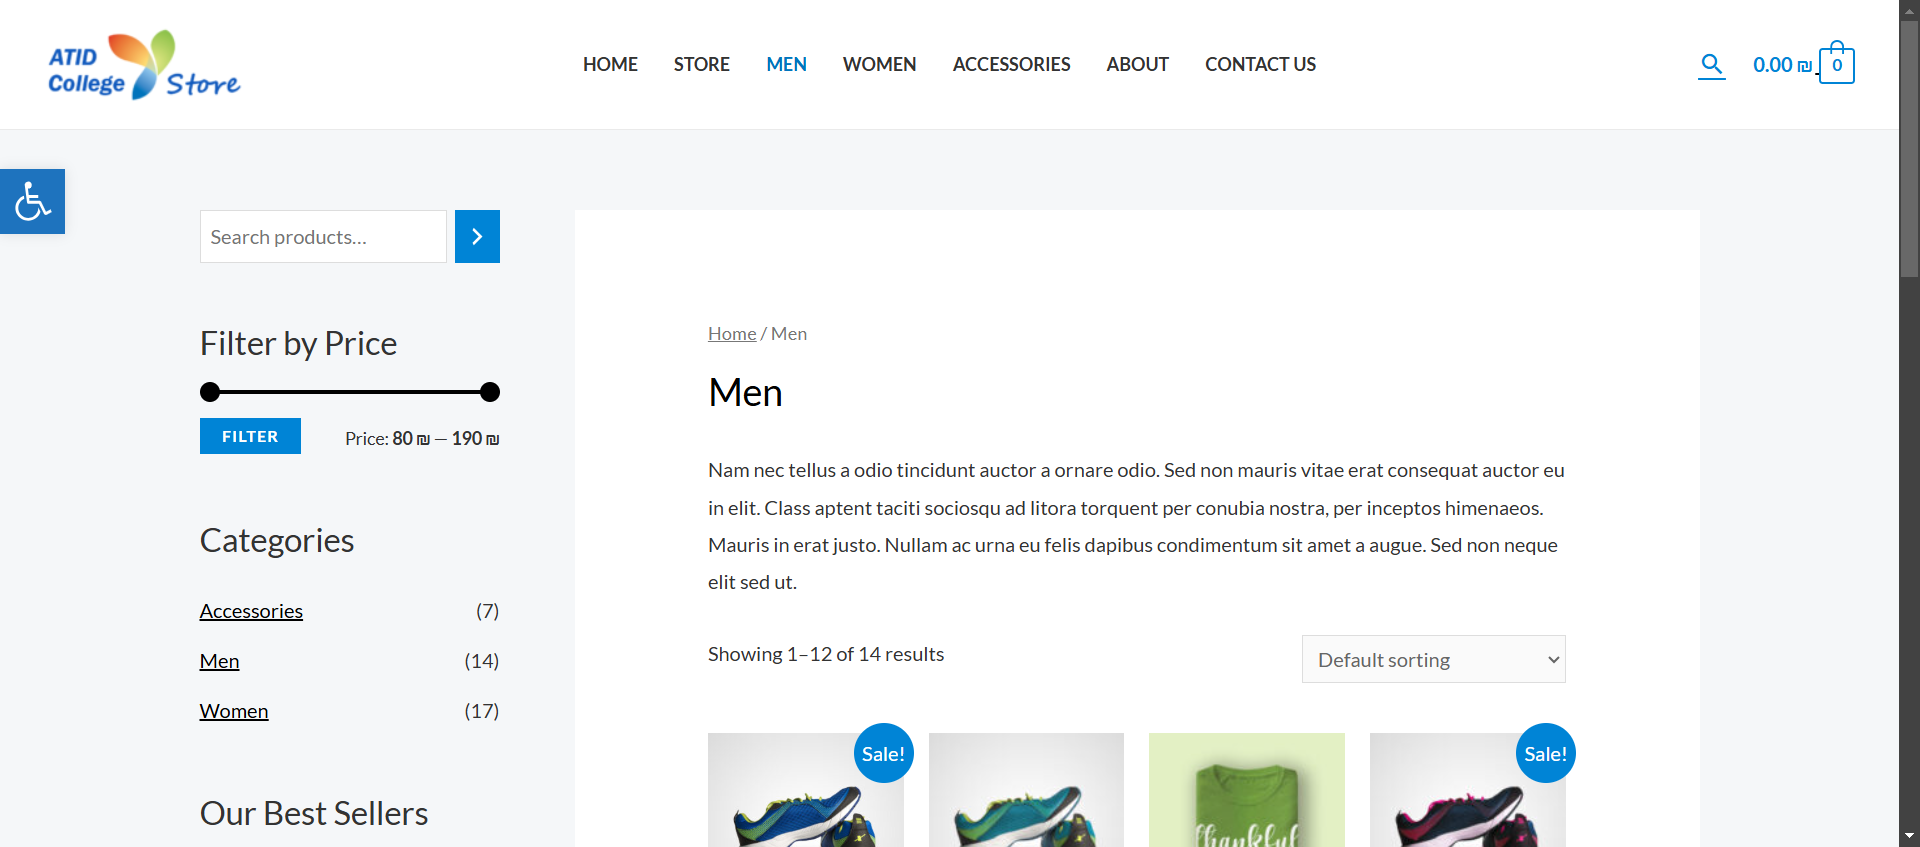 ATID
College Store
HOME STORE MEN WOMEN ACCESSORIES ABOUT CONTACT US
0.00 ₪ 0
Search products...
Filter by Price
FILTER Price: 80 ₪ — 190 ₪
Categories
Accessories (7)
Men (14)
Women (17)
Our Best Sellers
Home / Men
Men
Nam nec tellus a odio tincidunt auctor a ornare odio. Sed non mauris vitae erat consequat auctor eu
in elit. Class aptent taciti sociosqu ad litora torquent per conubia nostra, per inceptos himenaeos.
Mauris in erat justo. Nullam ac urna eu felis dapibus condimentum sit amet a augue. Sed non neque
elit sed ut.
Showing 1–12 of 14 results
Default sorting
Sale!
Sale!
thankful